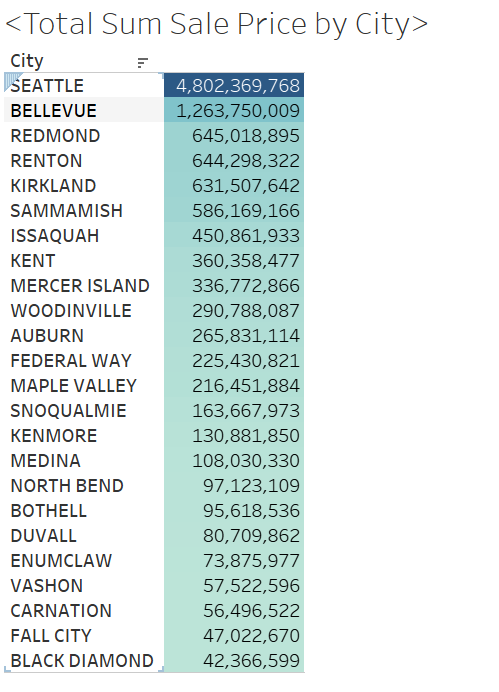 <Total Sum Sale Price by City>
City
SEATTLE 4,802,369,768
BELLEVUE 1,263,750,009
REDMOND 645,018,895
RENTON 644,298,322
KIRKLAND 631,507,642
SAMMAMISH 586,169,166
ISSAQUAH 450,861,933
KENT 360,358,477
MERCER ISLAND 336,772,866
WOODINVILLE 290,788,087
AUBURN 265,831,114
FEDERAL WAY 225,430,821
MAPLE VALLEY 216,451,884
SNOQUALMIE 163,667,973
KENMORE 130,881,850
MEDINA 108,030,330
NORTH BEND 97,123,109
BOTHELL 95,618,536
DUVALL 80,709,862
ENUMCLAW 73,875,977
VASHON 57,522,596
CARNATION 56,496,522
FALL CITY 47,022,670
BLACK DIAMOND 42,366,599